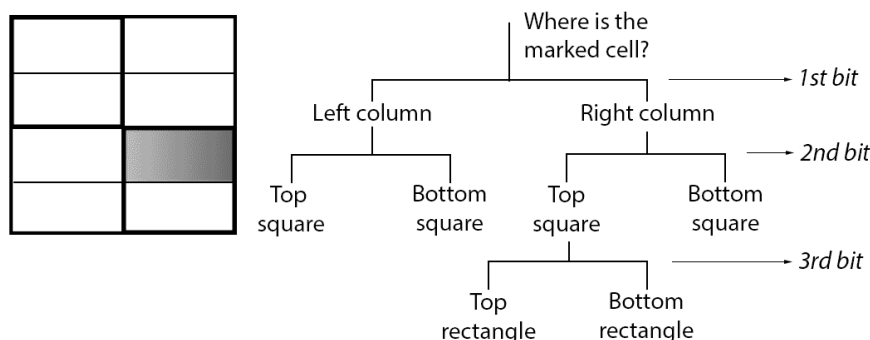 Where is the
marked cell?
1st bit
Left column
Right column
2nd bit
Top
square
Bottom
square
Top
square
Bottom
square
3rd bit
Top
rectangle
Bottom
rectangle